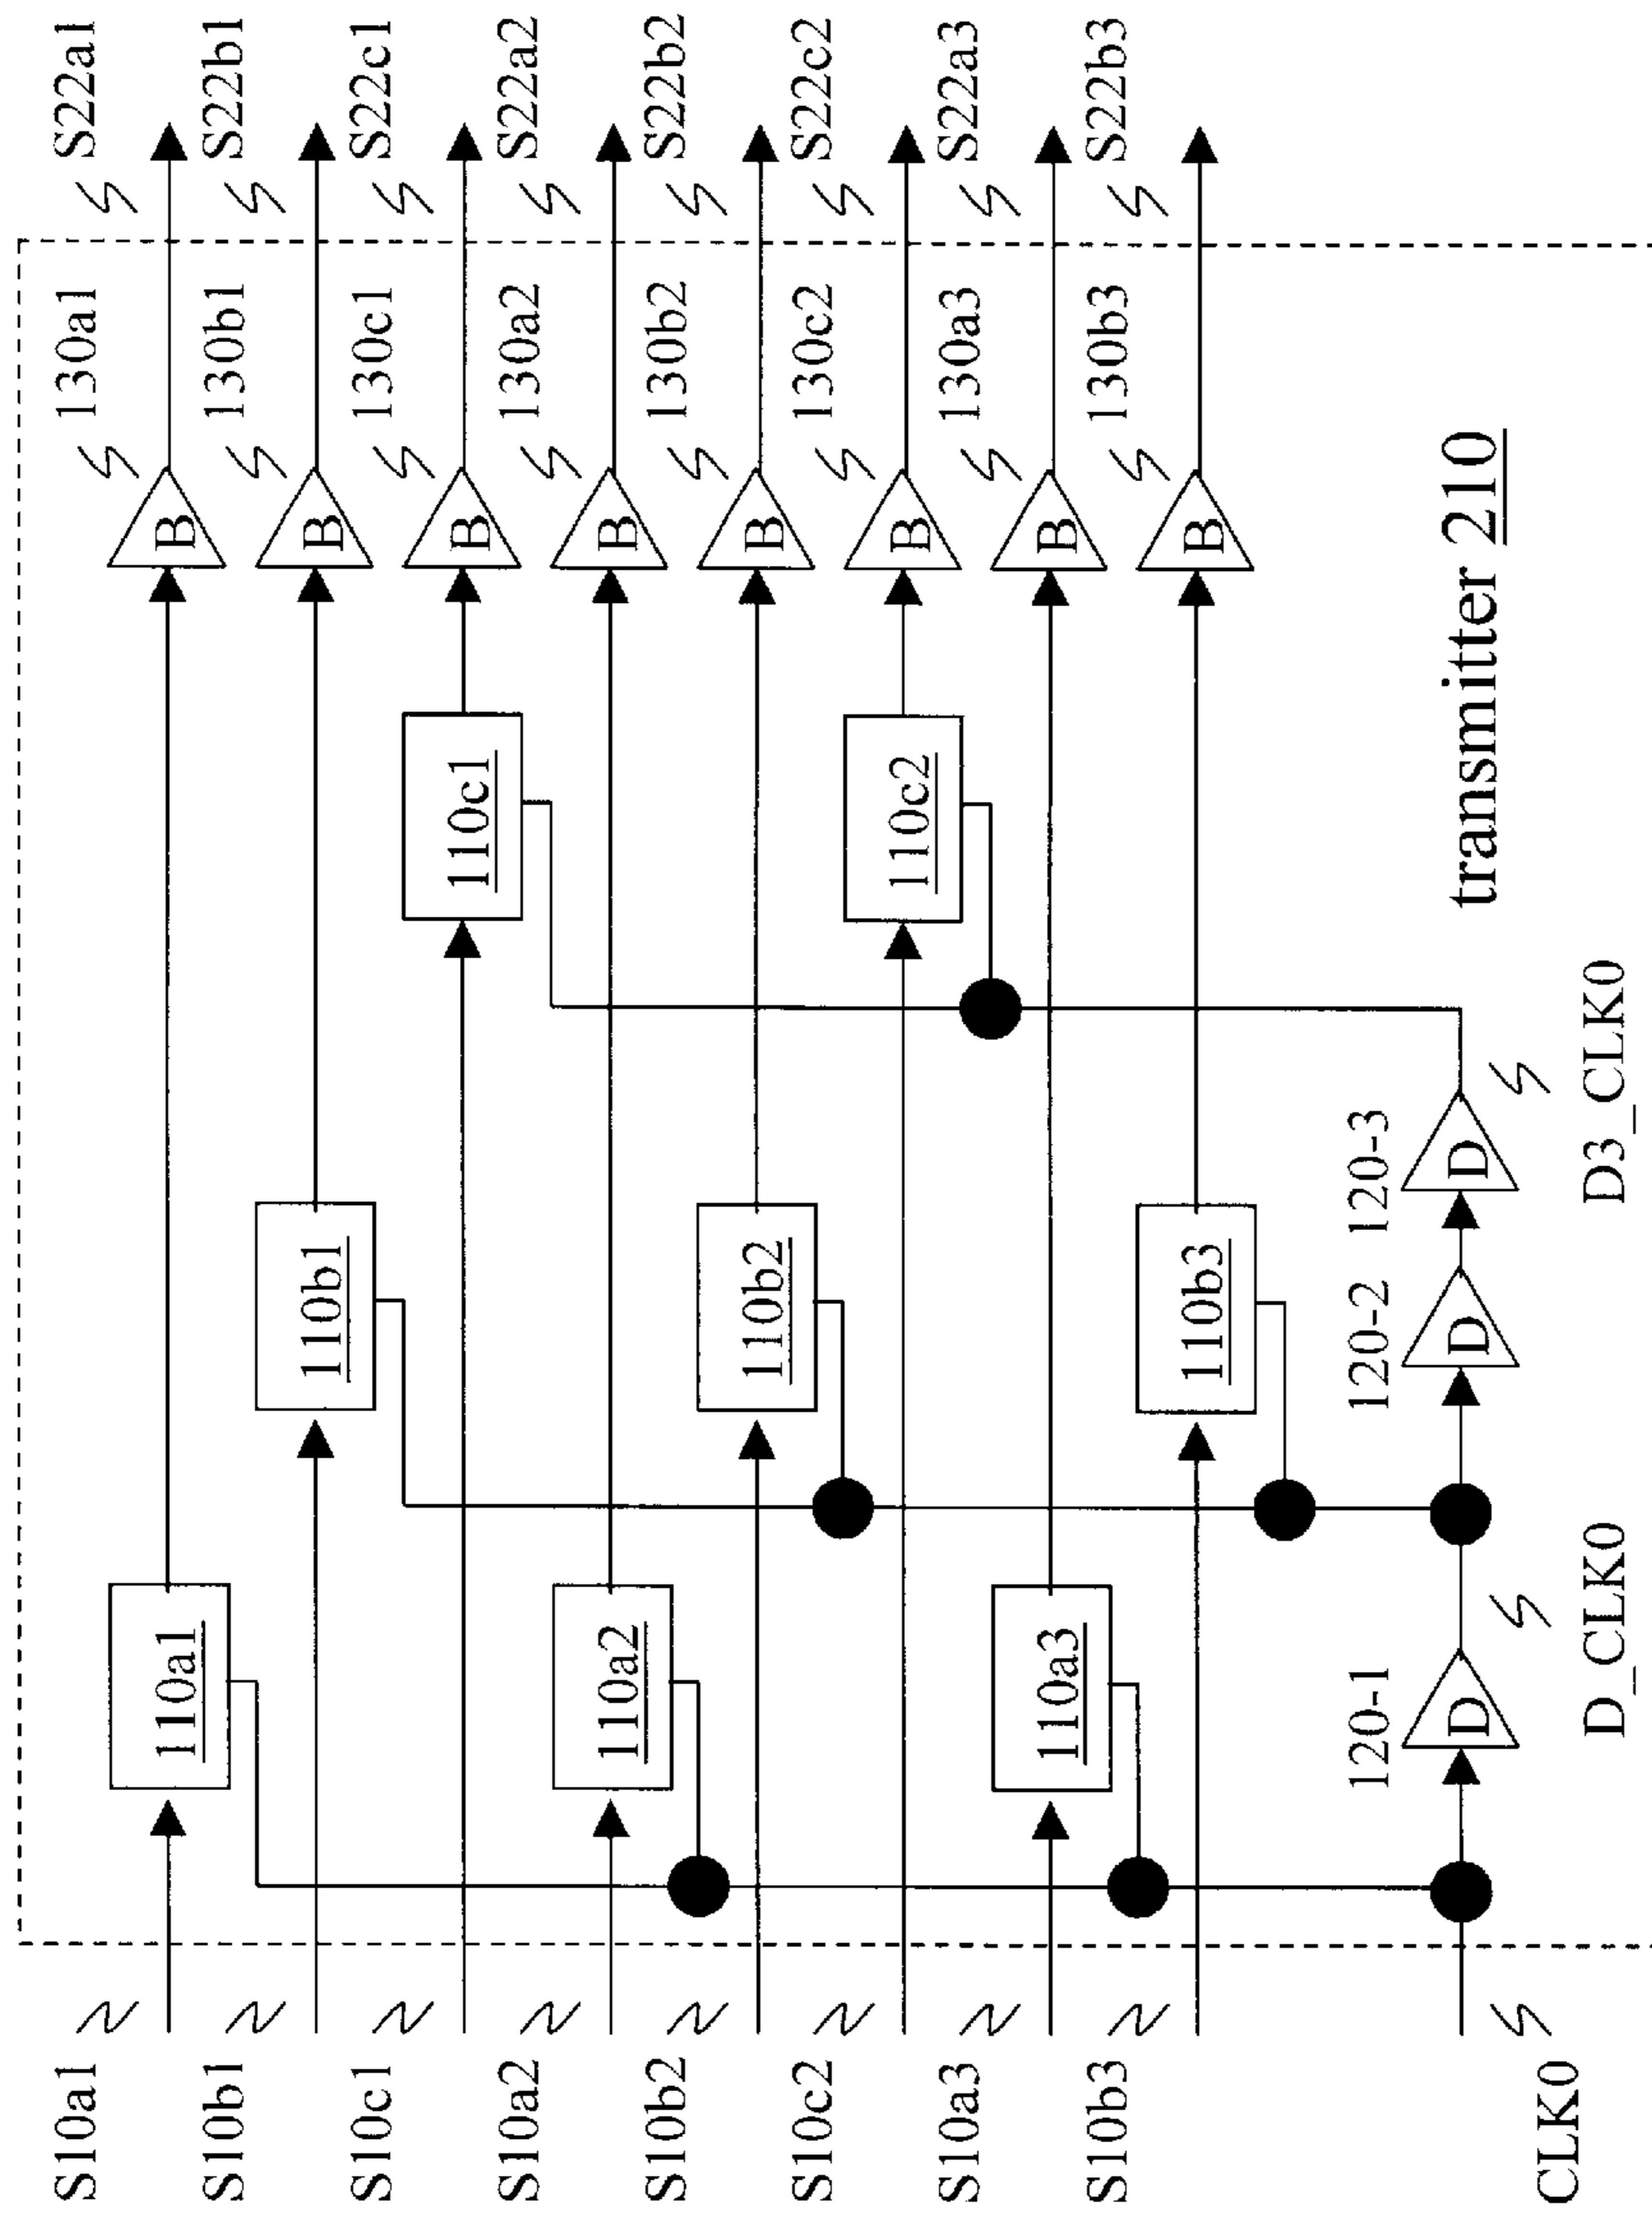 S10a1
110a1
B
130a1
S22a1
S10b1
110b1
B
130b1
S22b1
S10c1
110c1
B
130c1
S22c1
S10a2
110a2
B
130a2
S22a2
S10b2
110b2
B
130b2
S22b2
S10c2
110c2
B
130c2
S22c2
S10a3
110a3
B
130a3
S22a3
S10b3
110b3
B
130b3
S22b3
120-1
120-2
120-3
D
D
D
transmitter 210
CLK0
D_CLK0
D3_CLK0